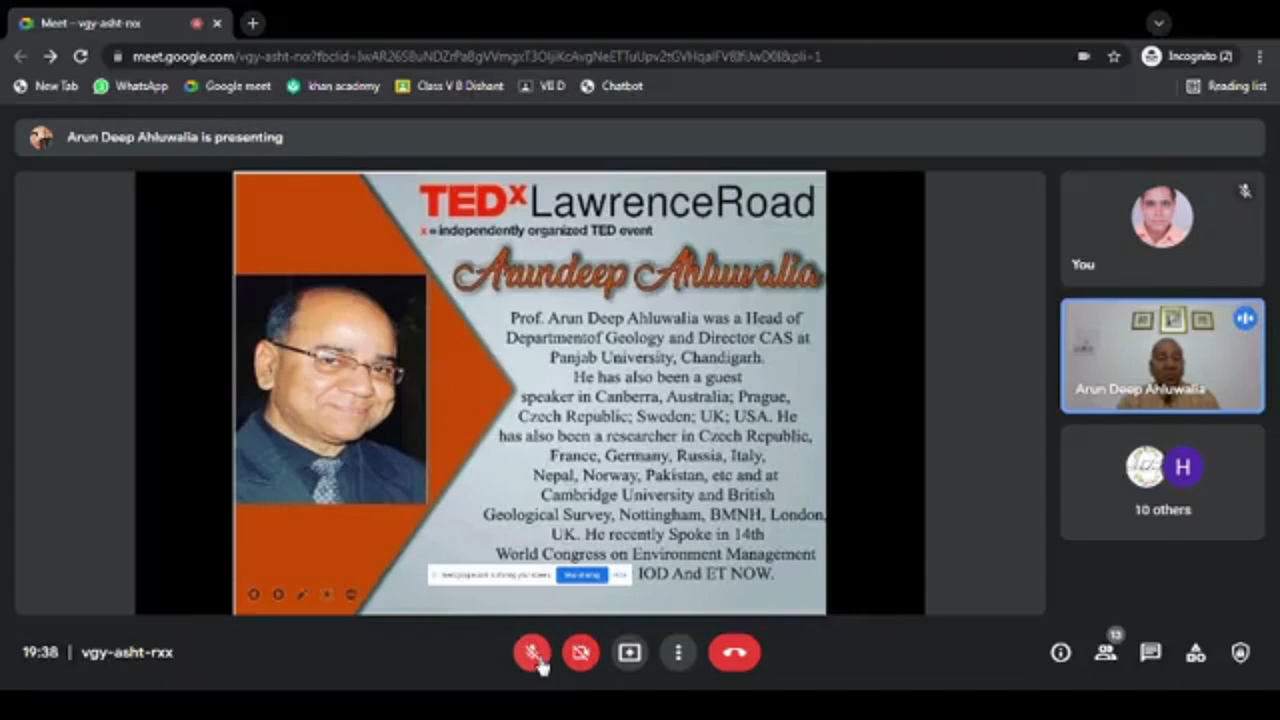 Meet – vgy-asht-rxx
Incognito (2)
New Tab
WhatsApp
Google meet
khan academy
Class V B Dishant
VII D
Chatbot
Reading list
Arun Deep Ahluwalia is presenting
TEDxLawrenceRoad
x = independently organized TED event
Arundeep Ahluwalia
Prof. Arun Deep Ahluwalia was a Head of
Departmentof Geology and Director CAS at
Panjab University, Chandigarh.
He has also been a guest
speaker in Canberra, Australia; Prague,
Czech Republic; Sweden; UK; USA. He
has also been a researcher in Czech Republic,
France, Germany, Russia, Italy,
Nepal, Norway, Pakistan, etc and at
Cambridge University and British
Geological Survey, Nottingham, BMNH, London,
UK. He recently Spoke in 14th
World Congress on Environment Management
IOD And ET NOW.
You
Arun Deep Ahluwalia
H
10 others
19:38 | vgy-asht-rxx
13